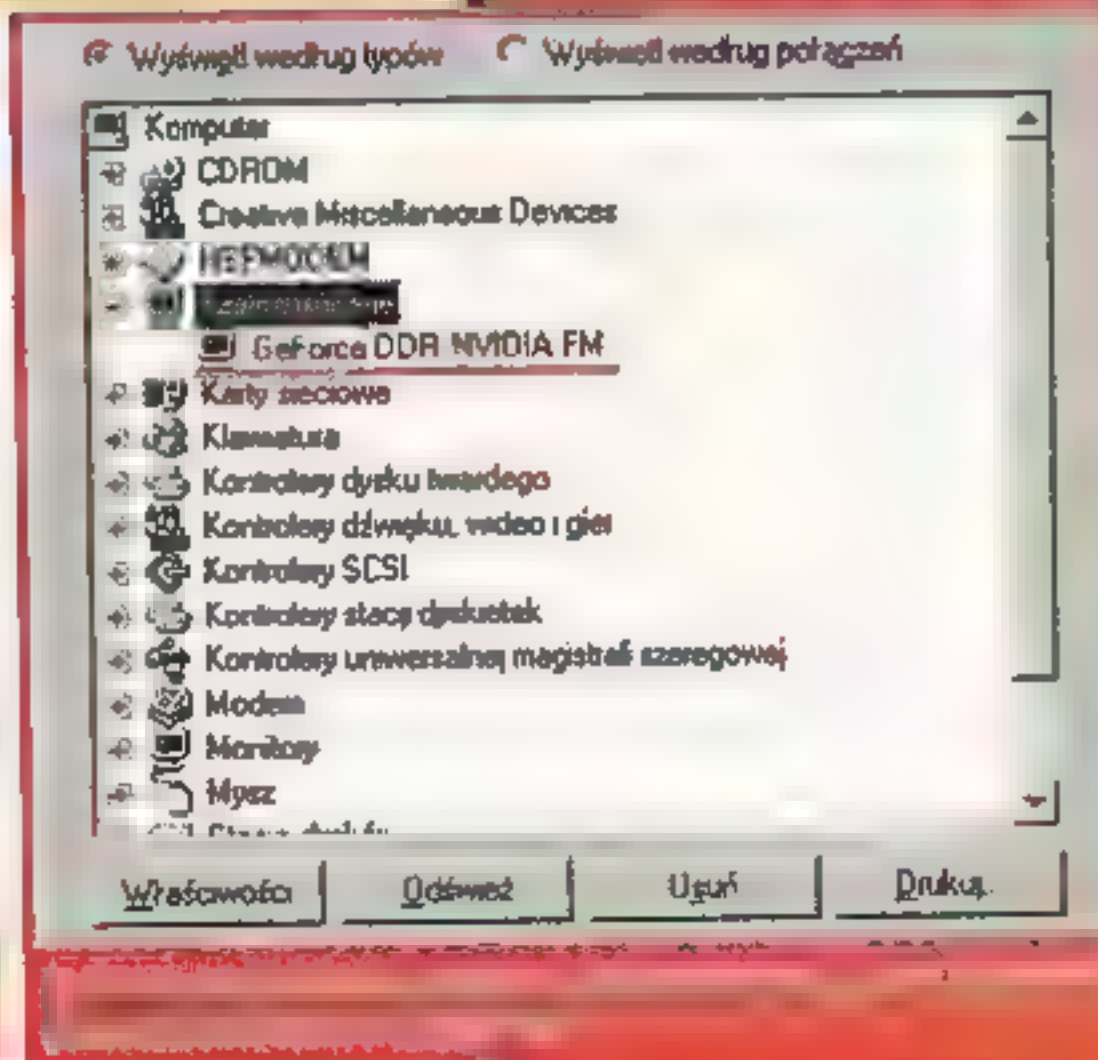 Wyświetl według typów Wyświetl według połączeń
Komputer
CDROM
Creative Miscellaneous Devices
HSFMODEM
GeForce DDR NVIDIA FM
Karty sieciowe
Klawiatura
Kontrolery dysku twardego
Kontrolery dźwięku, wideo i gier
Kontrolery SCSI
Kontrolery stacji dyskietek
Kontrolery uniwersalnej magistrali szeregowej
Modem
Monitory
Mysz
Właściwości Odśwież Usuń Drukuj...